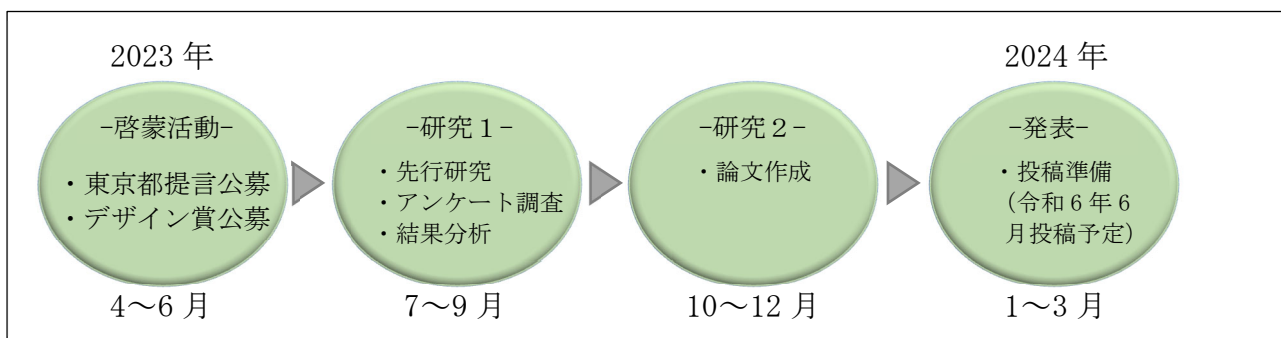 2023 年
-啓蒙活動-
・東京都提言公募
・デザイン賞公募
4～6 月
-研究１-
・先行研究
・アンケート調査
・結果分析
7～9 月
-研究２-
・論文作成
10～12 月
2024 年
-発表-
・投稿準備
(令和 6 年 6
月投稿予定)
1～3 月